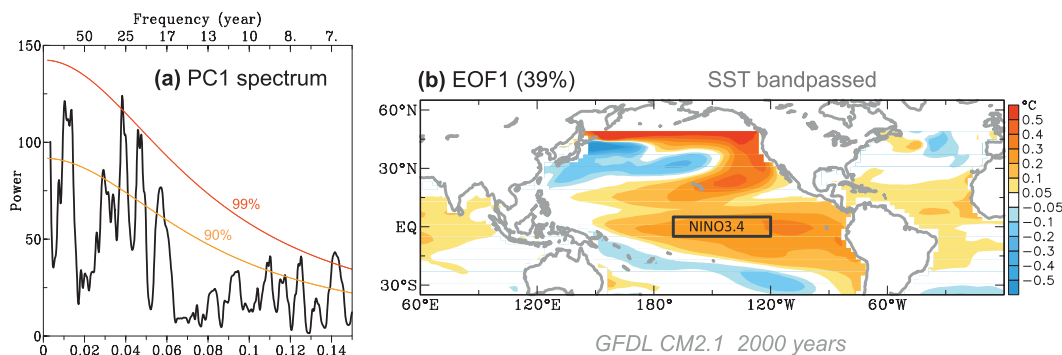 Frequency (year)
50 25 17 13 10 8. 7.
(a) PC1 spectrum
150
100
50
0
Power
99%
90%
0 0.02 0.04 0.06 0.08 0.10 0.12 0.14
(b) EOF1 (39%) SST bandpassed
60°N
30°N
EQ
30°S
NINO3.4
60°E 120°E 180° 120°W 60°W
°C
0.5
0.4
0.3
0.2
0.1
0.05
−0.05
−0.1
−0.2
−0.3
−0.4
−0.5
GFDL CM2.1 2000 years